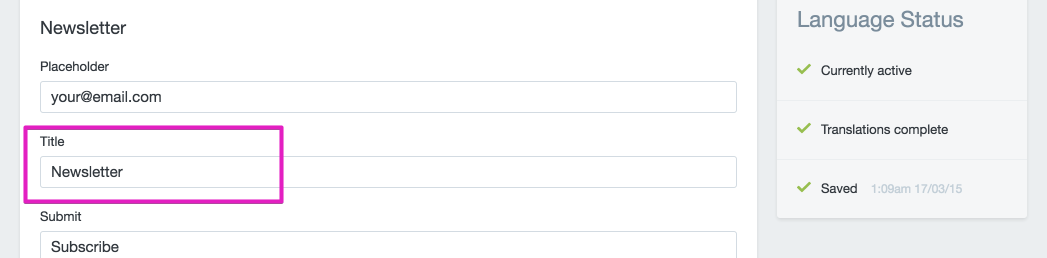 Newsletter
Placeholder
your@email.com
Title
Newsletter
Submit
Subscribe
Language Status
Currently active
Translations complete
Saved 1:09am 17/03/15